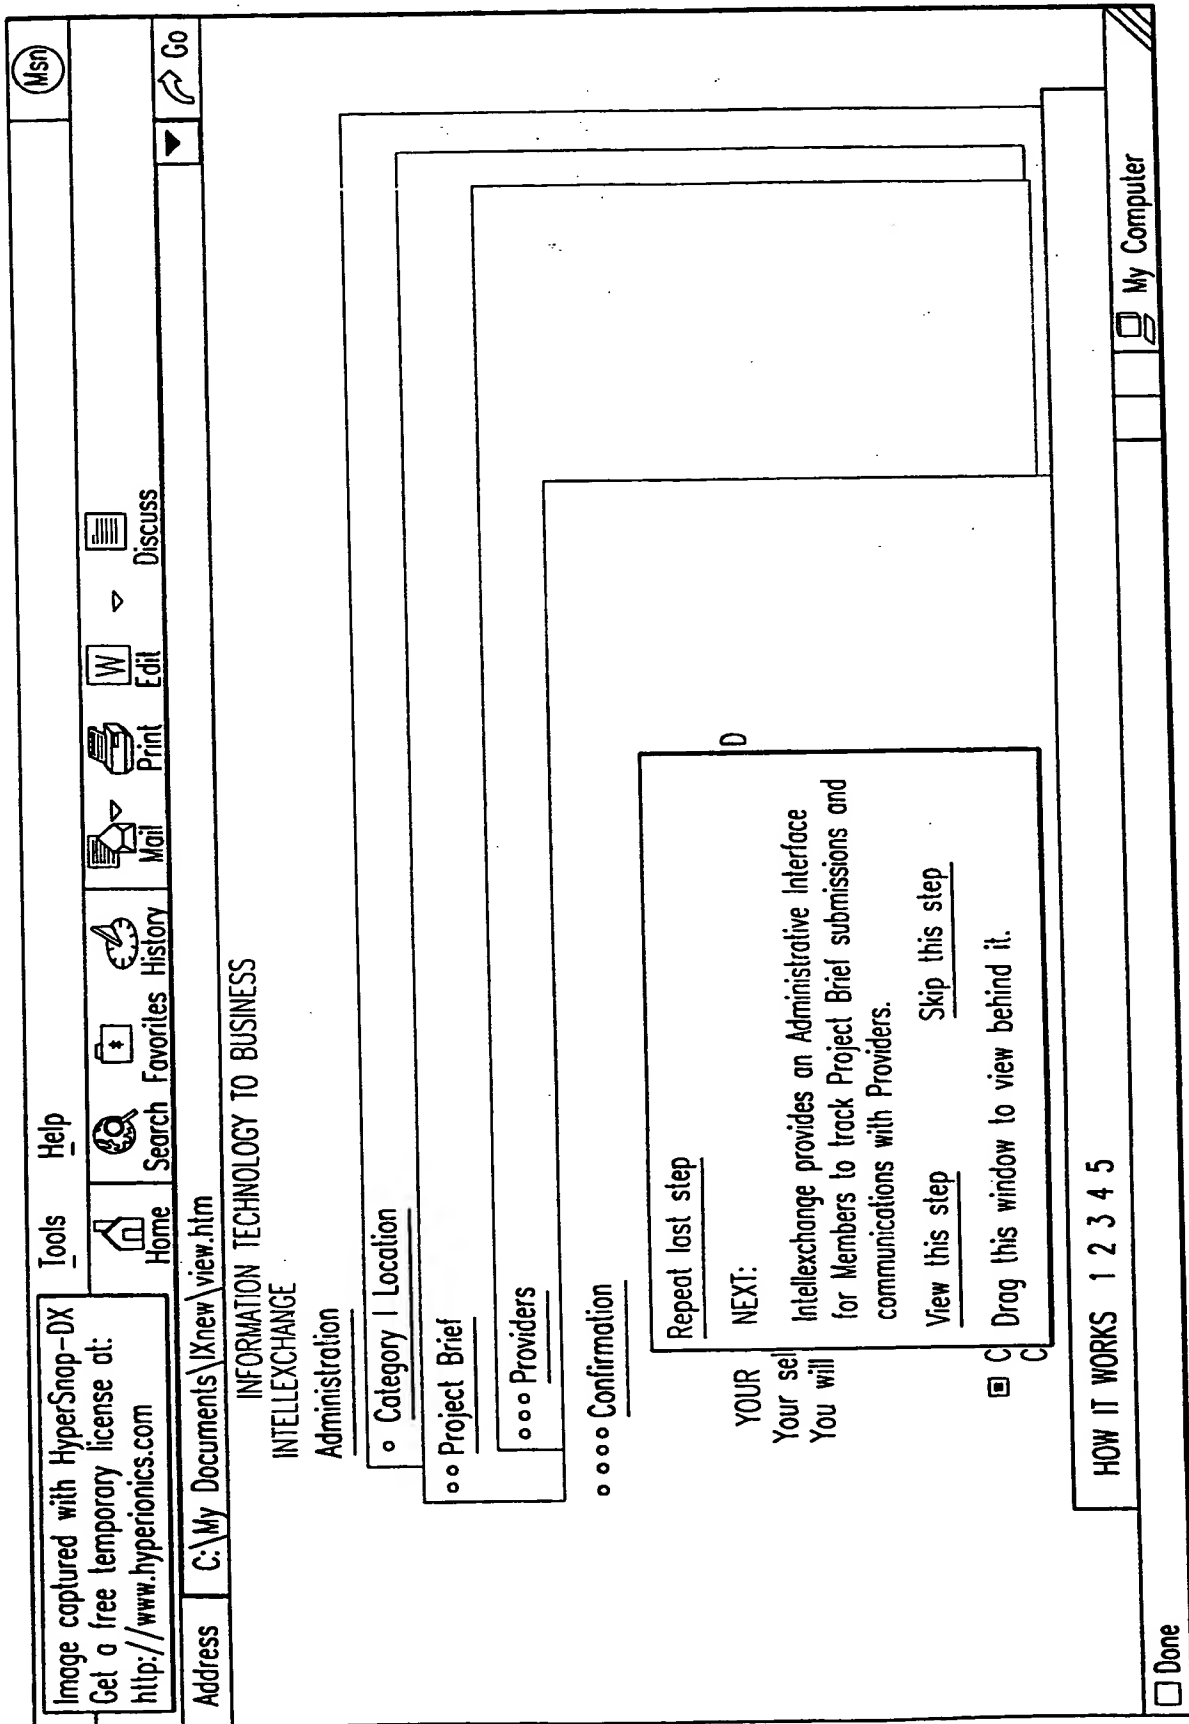 Image captured with HyperSnap-DX
Get a free temporary license at:
http://www.hyperionics.com
Tools Help
Msn
Home Search Favorites History Mail Print Edit Discuss
W
Address C:\My Documents\IXnew\view.htm Go
INFORMATION TECHNOLOGY TO BUSINESS
INTELLEXCHANGE
Administration
Category | Location
Project Brief
Providers
Confirmation
Repeat last step
D
YOUR
NEXT:
Your sel
You will
Intellexchange provides an Administrative Interface
for Members to track Project Brief submissions and
communications with Providers.
View this step Skip this step
C
Drag this window to view behind it.
C
HOW IT WORKS 1 2 3 4 5
Done
My Computer